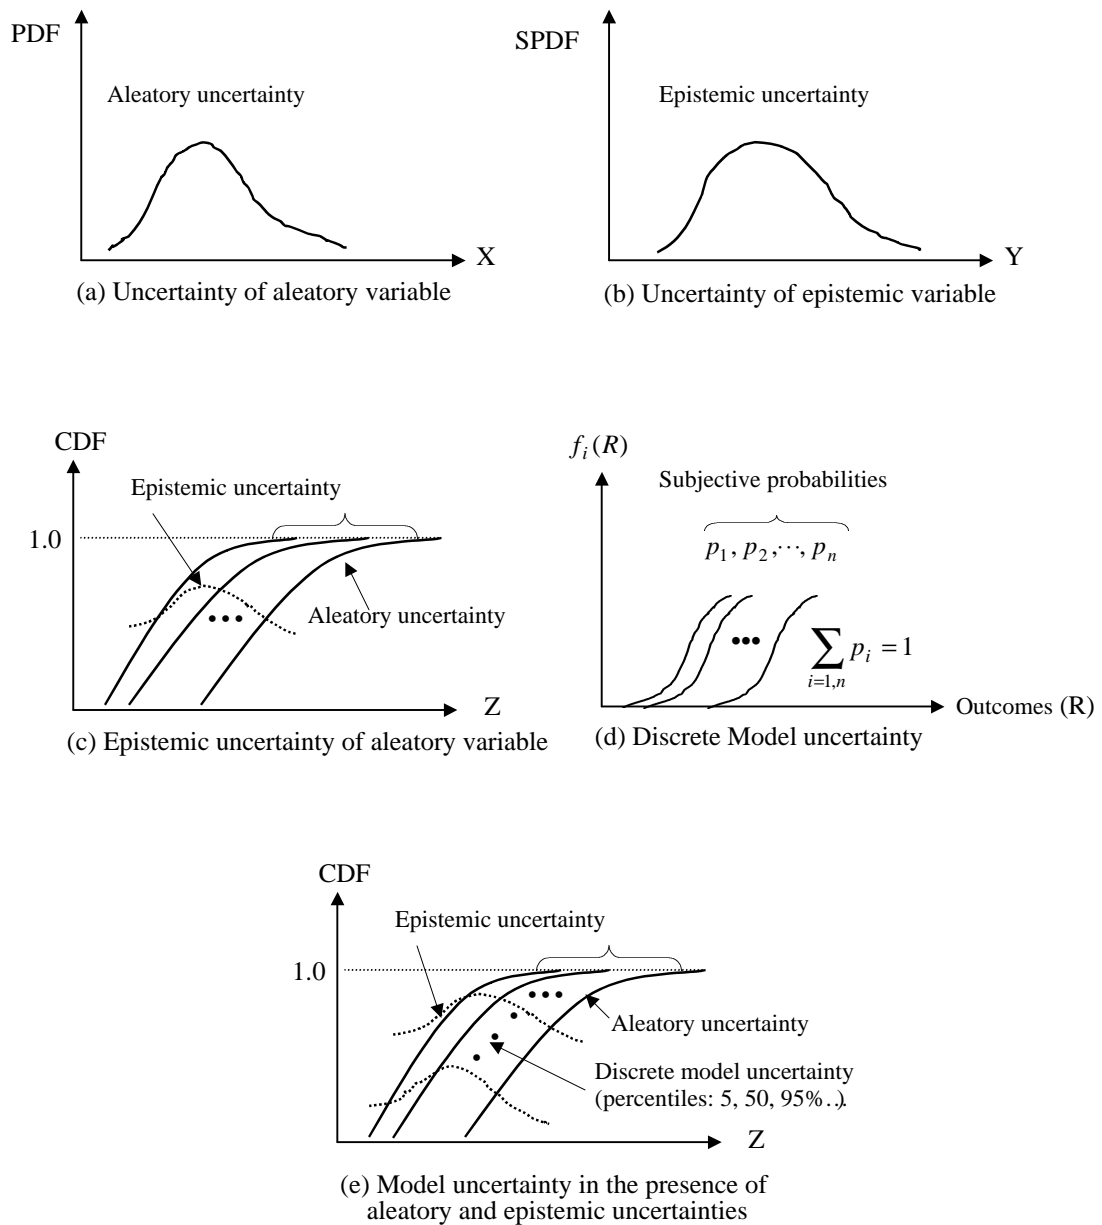 PDF
Aleatory uncertainty
X
(a) Uncertainty of aleatory variable
SPDF
Epistemic uncertainty
Y
(b) Uncertainty of epistemic variable
CDF
Epistemic uncertainty
1.0
Aleatory uncertainty
Z
(c) Epistemic uncertainty of aleatory variable
f_i(R)
Subjective probabilities
p_1, p_2, ⋯, p_n
∑ p_i = 1
i=1,n
Outcomes (R)
(d) Discrete Model uncertainty
CDF
Epistemic uncertainty
1.0
Aleatory uncertainty
Discrete model uncertainty
(percentiles: 5, 50, 95%..).
Z
(e) Model uncertainty in the presence of
aleatory and epistemic uncertainties